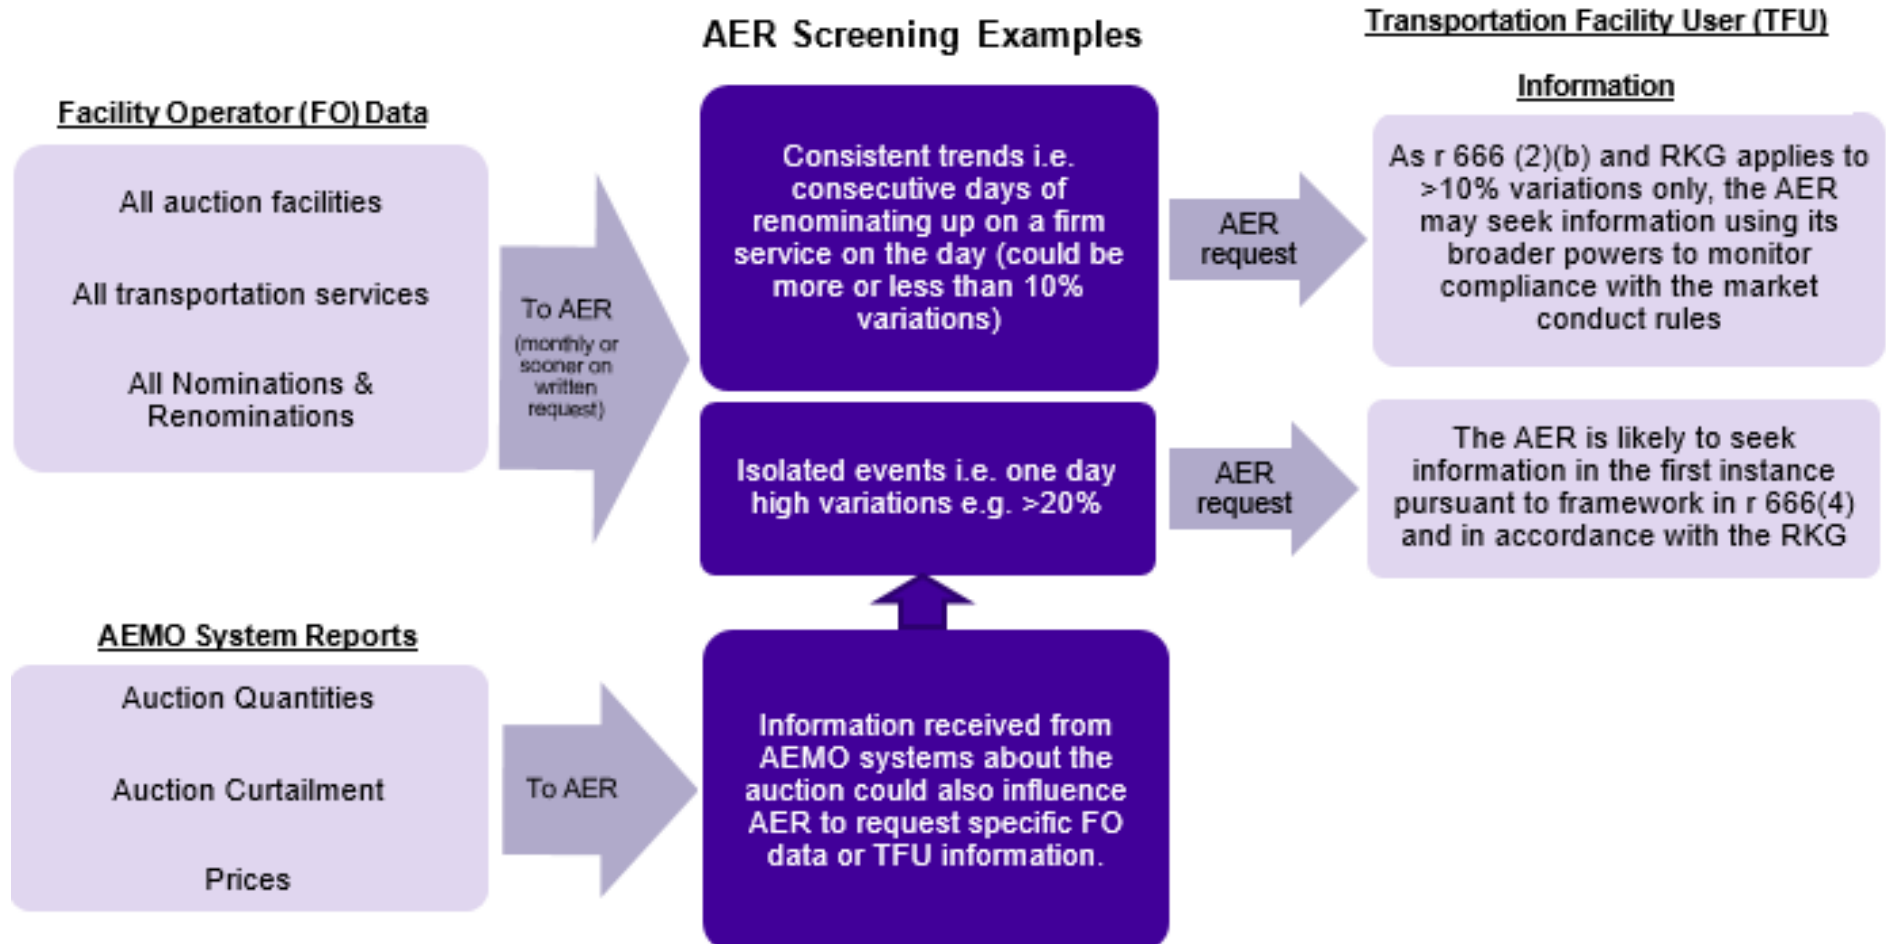 AER Screening Examples
Transportation Facility User (TFU)
Information
Facility Operator (FO) Data
All auction facilities
All transportation services
All Nominations &
Renominations
To AER
(monthly or
sooner on
written
request)
Consistent trends i.e.
consecutive days of
renominating up on a firm
service on the day (could be
more or less than 10%
variations)
AER
request
As r 666 (2)(b) and RKG applies to
>10% variations only, the AER
may seek information using its
broader powers to monitor
compliance with the market
conduct rules
Isolated events i.e. one day
high variations e.g. >20%
AER
request
The AER is likely to seek
information in the first instance
pursuant to framework in r 666(4)
and in accordance with the RKG
AEMO System Reports
Auction Quantities
Auction Curtailment
Prices
To AER
Information received from
AEMO systems about the
auction could also influence
AER to request specific FO
data or TFU information.